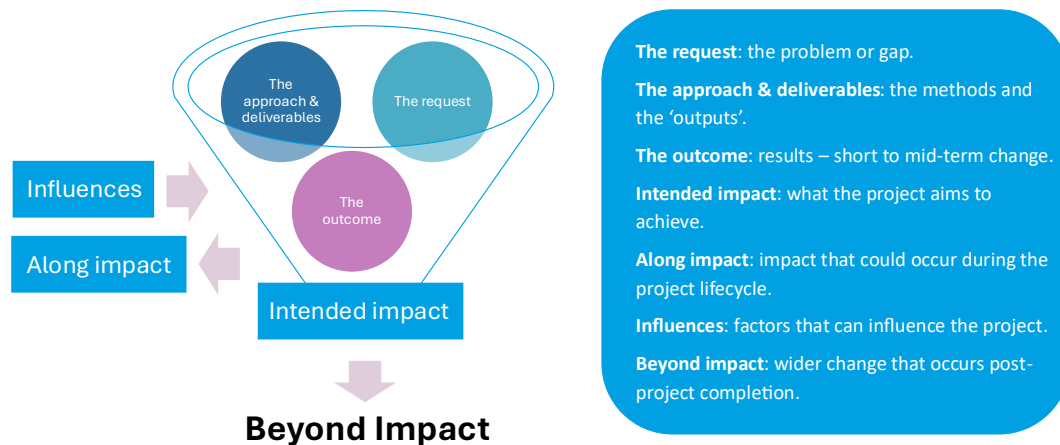 The
approach &
deliverables
The request
The
outcome
Influences
Along impact
Intended impact
Beyond Impact
The request: the problem or gap.
The approach & deliverables: the methods and
the ‘outputs’.
The outcome: results – short to mid-term change.
Intended impact: what the project aims to
achieve.
Along impact: impact that could occur during the
project lifecycle.
Influences: factors that can influence the project.
Beyond impact: wider change that occurs post-
project completion.